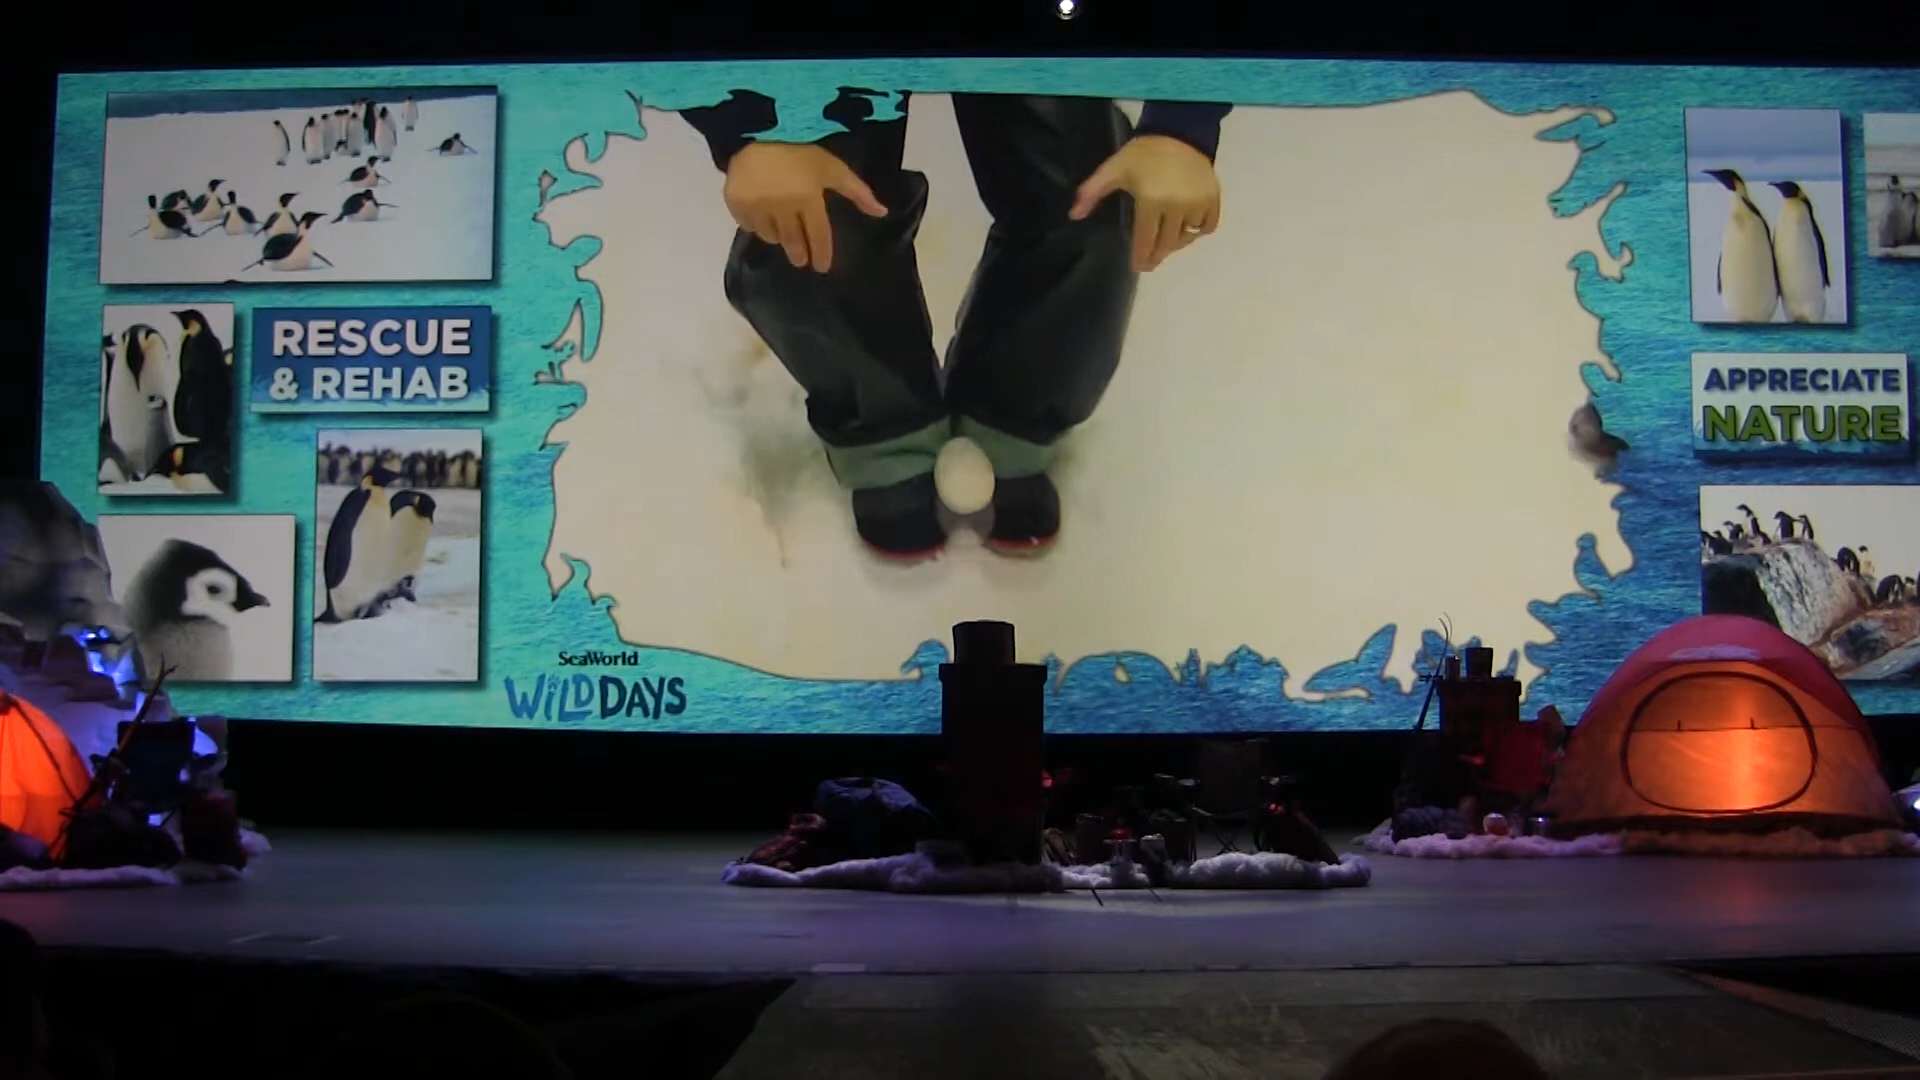 RESCUE
& REHAB
SeaWorld
WILD DAYS
APPRECIATE
NATURE